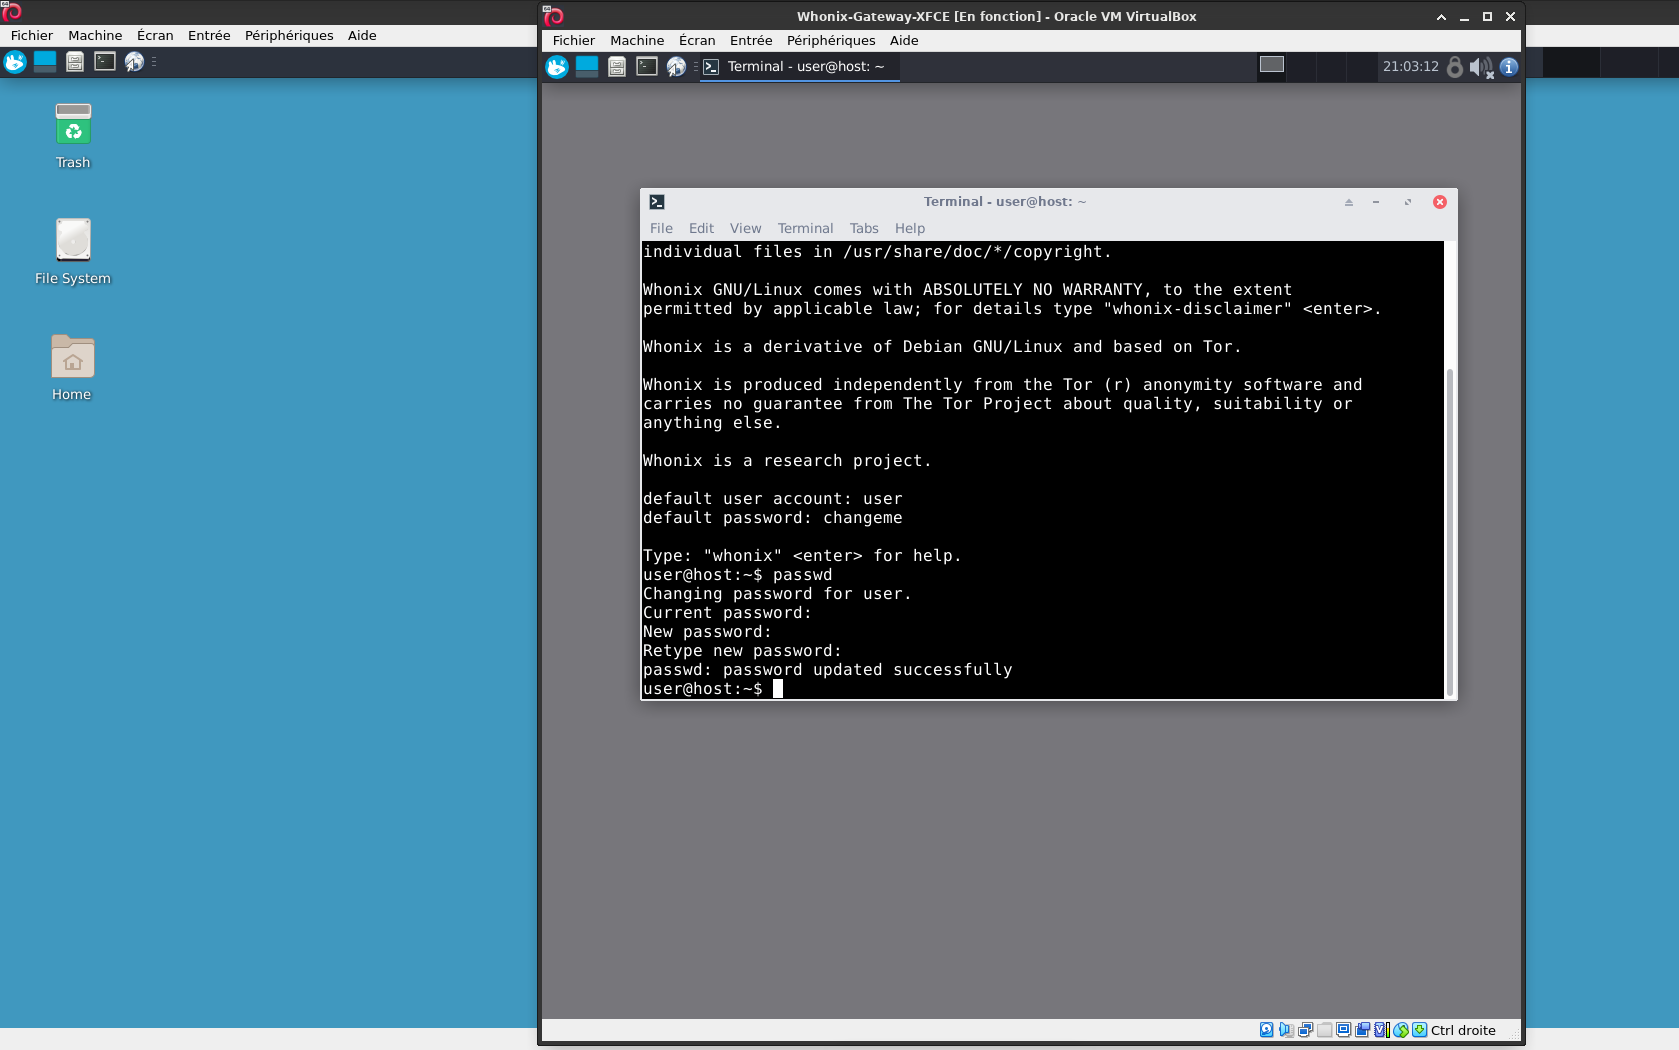 Fichier Machine Écran Entrée Périphériques Aide
Trash
File System
Home
Whonix-Gateway-XFCE [En fonction] - Oracle VM VirtualBox
Fichier Machine Écran Entrée Périphériques Aide
Terminal - user@host: ~
21:03:12
Terminal - user@host: ~
File Edit View Terminal Tabs Help
individual files in /usr/share/doc/*/copyright.
Whonix GNU/Linux comes with ABSOLUTELY NO WARRANTY, to the extent
permitted by applicable law; for details type "whonix-disclaimer" <enter>.
Whonix is a derivative of Debian GNU/Linux and based on Tor.
Whonix is produced independently from the Tor (r) anonymity software and
carries no guarantee from The Tor Project about quality, suitability or
anything else.
Whonix is a research project.
default user account: user
default password: changeme
Type: "whonix" <enter> for help.
user@host:~$ passwd
Changing password for user.
Current password:
New password:
Retype new password:
passwd: password updated successfully
user@host:~$
Ctrl droite